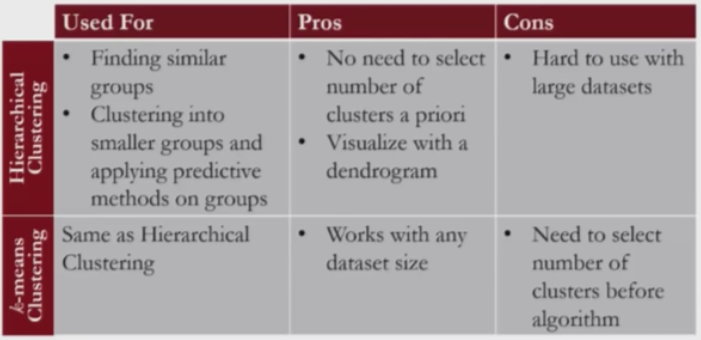 Used For
Pros
Cons
Hierarchical
Clustering
• Finding similar
groups
• Clustering into
smaller groups and
applying predictive
methods on groups
• No need to select
number of
clusters a priori
• Visualize with a
dendrogram
• Hard to use with
large datasets
k-means
Clustering
Same as Hierarchical
Clustering
• Works with any
dataset size
• Need to select
number of
clusters before
algorithm